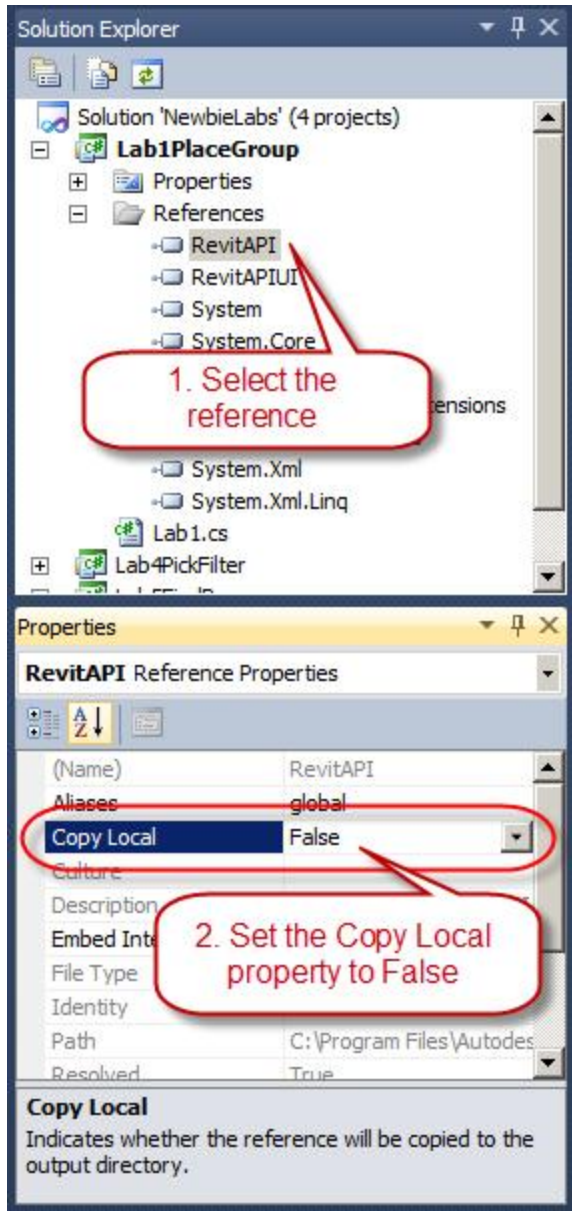 Solution Explorer
Solution 'NewbieLabs' (4 projects)
Lab1PlaceGroup
Properties
References
RevitAPI
RevitAPIUI
System
System.Core
1. Select the
reference
System.Xml
System.Xml.Linq
Lab1.cs
Lab4PickFilter
Properties
RevitAPI Reference Properties
(Name) RevitAPI
Aliases global
Copy Local False
Culture
Description
2. Set the Copy Local
property to False
Embed
File Type
Identity
Path C:\Program Files\Autodes
Resolved True
Copy Local
Indicates whether the reference will be copied to the
output directory.